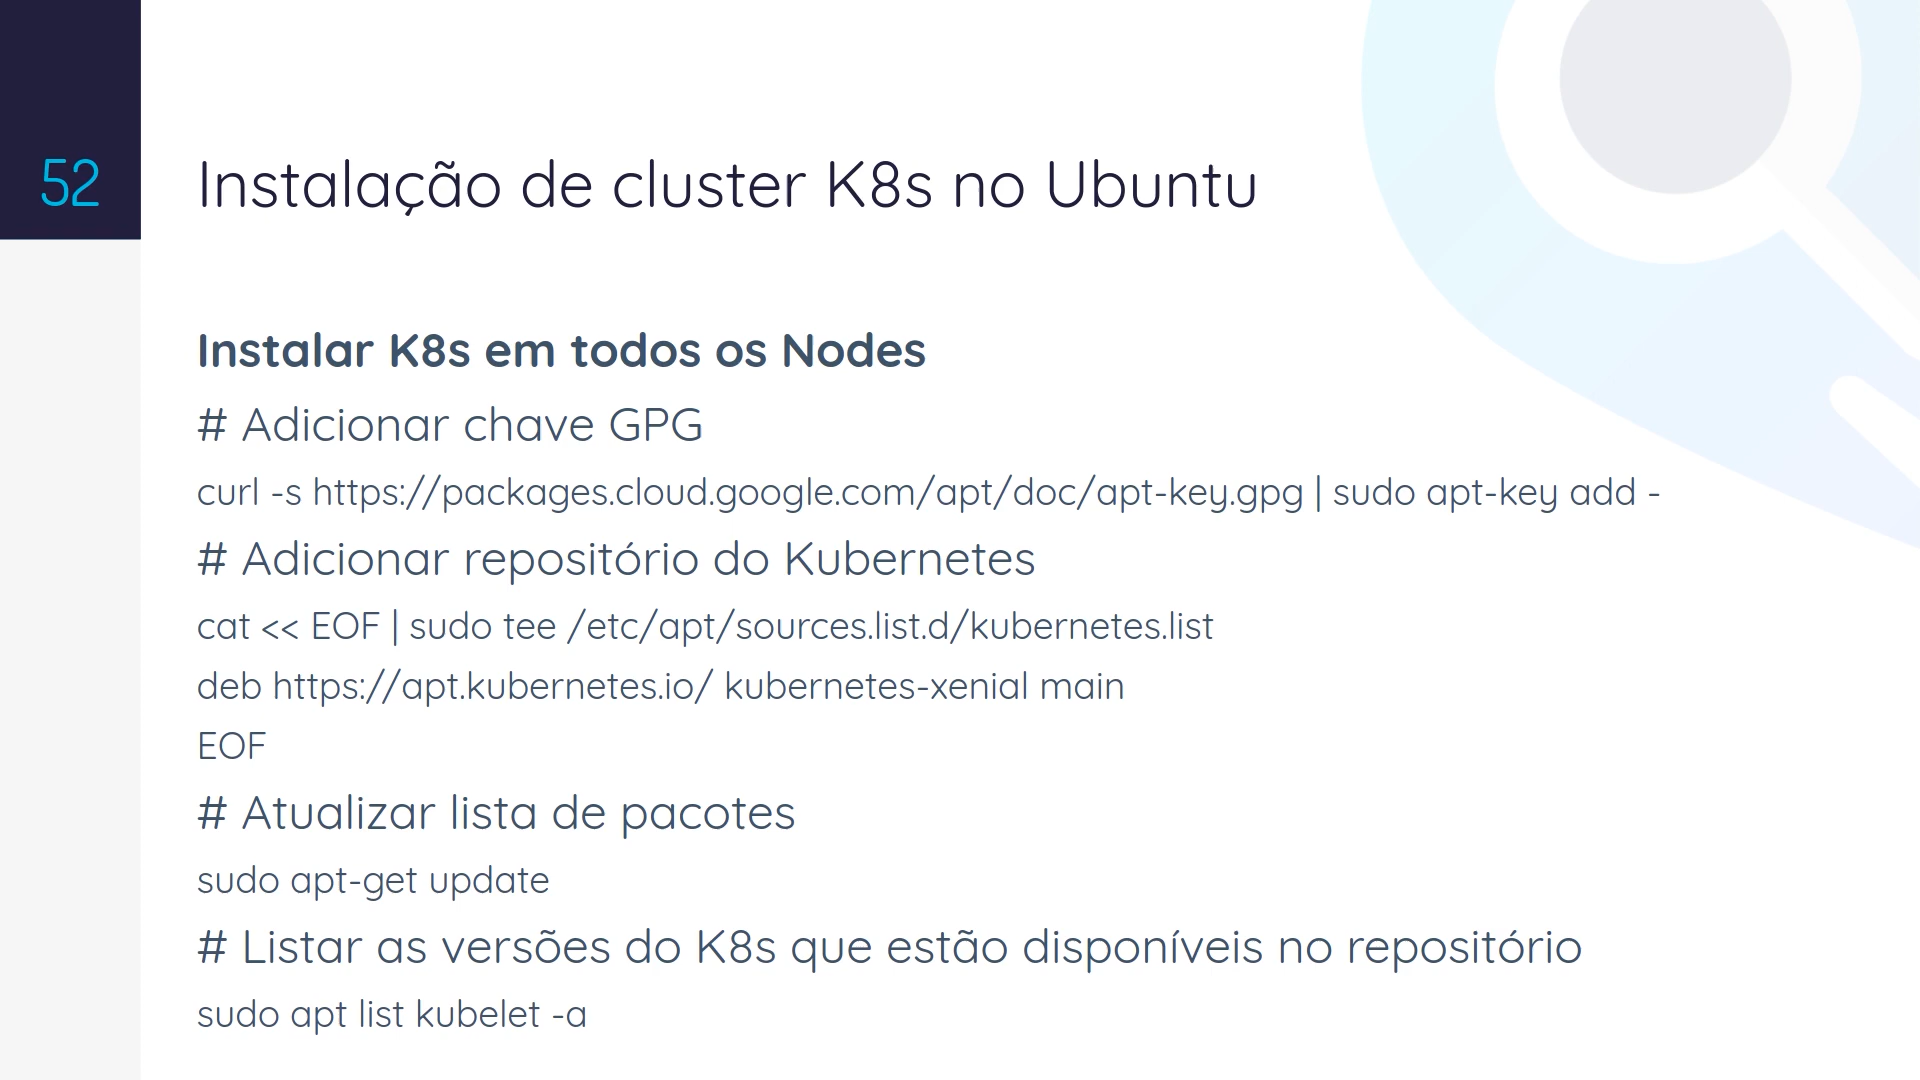 52
Instalação de cluster K8s no Ubuntu
Instalar K8s em todos os Nodes
# Adicionar chave GPG
curl -s https://packages.cloud.google.com/apt/doc/apt-key.gpg | sudo apt-key add -
# Adicionar repositório do Kubernetes
cat << EOF | sudo tee /etc/apt/sources.list.d/kubernetes.list
deb https://apt.kubernetes.io/ kubernetes-xenial main
EOF
# Atualizar lista de pacotes
sudo apt-get update
# Listar as versões do K8s que estão disponíveis no repositório
sudo apt list kubelet -a